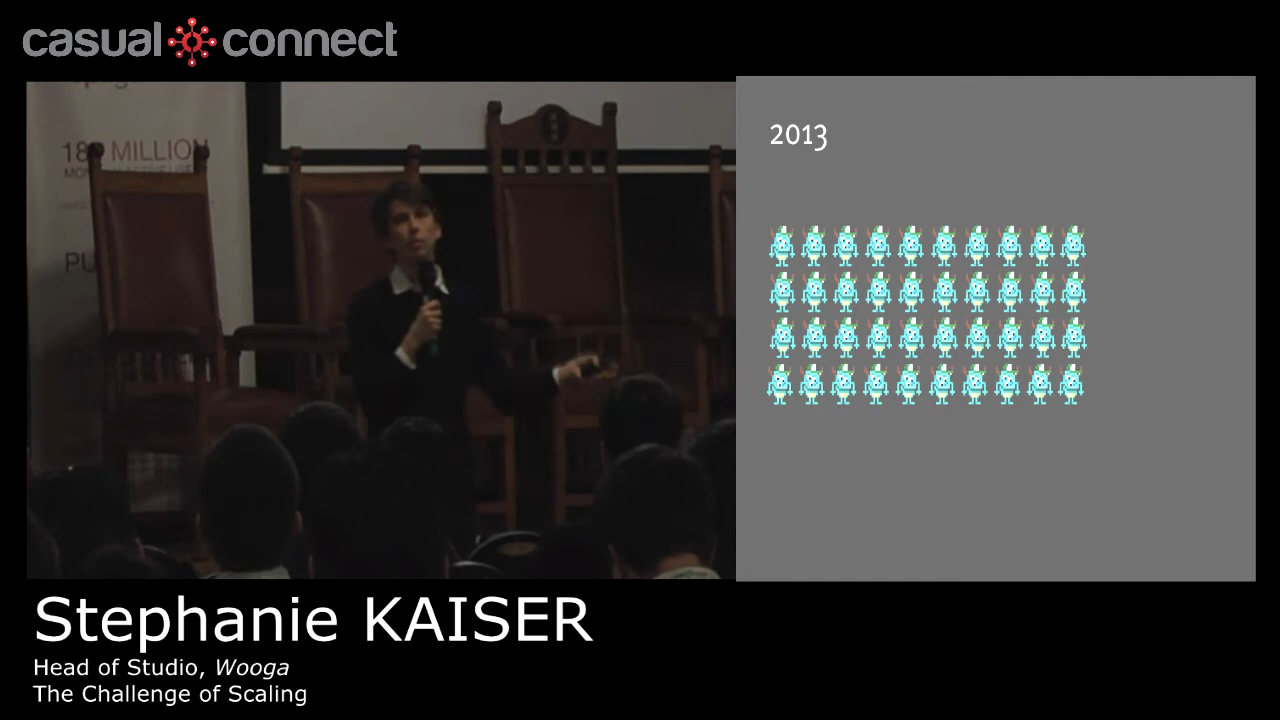 casual connect
2013
MILLION
Stephanie KAISER
Head of Studio, Wooga
The Challenge of Scaling